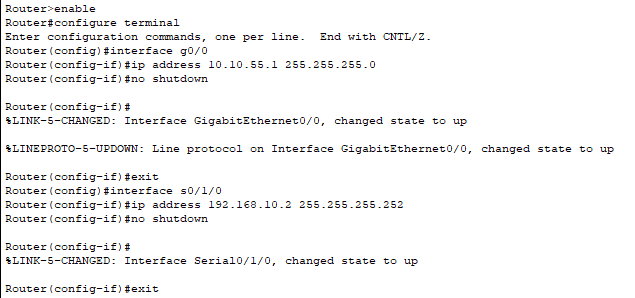 Router>enable
Router#configure terminal
Enter configuration commands, one per line.  End with CNTL/Z.
Router(config)#interface g0/0
Router(config-if)#ip address 10.10.55.1 255.255.255.0
Router(config-if)#no shutdown
Router(config-if)#
%LINK-5-CHANGED: Interface GigabitEthernet0/0, changed state to up
%LINEPROTO-5-UPDOWN: Line protocol on Interface GigabitEthernet0/0, changed state to up
Router(config-if)#exit
Router(config)#interface s0/1/0
Router(config-if)#ip address 192.168.10.2 255.255.255.252
Router(config-if)#no shutdown
Router(config-if)#
%LINK-5-CHANGED: Interface Serial0/1/0, changed state to up
Router(config-if)#exit